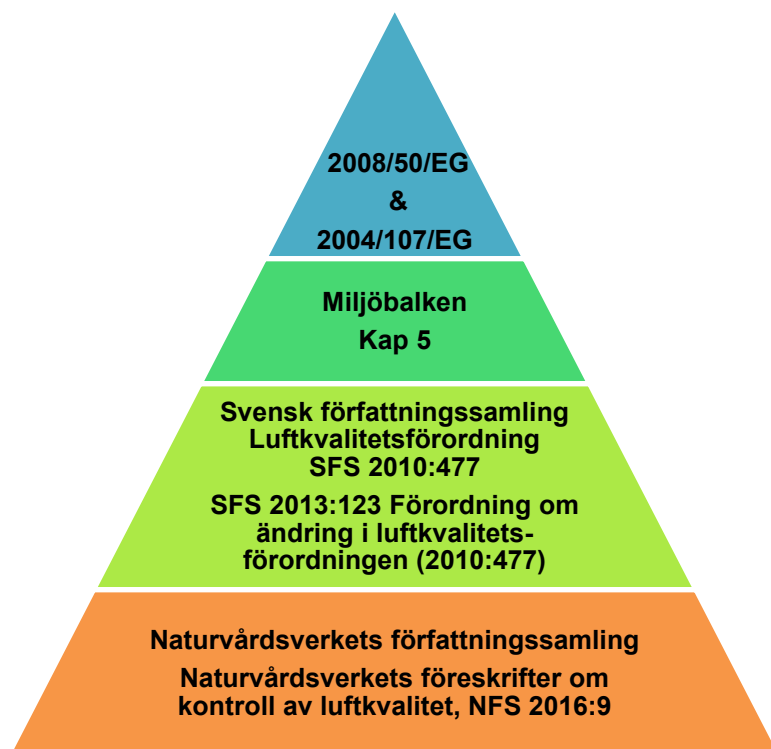 2008/50/EG
&
2004/107/EG
Miljöbalken
Kap 5
Svensk författningssamling
Luftkvalitetsförordning
SFS 2010:477
SFS 2013:123 Förordning om
ändring i luftkvalitets-
förordningen (2010:477)
Naturvårdsverkets författningssamling
Naturvårdsverkets föreskrifter om
kontroll av luftkvalitet, NFS 2016:9